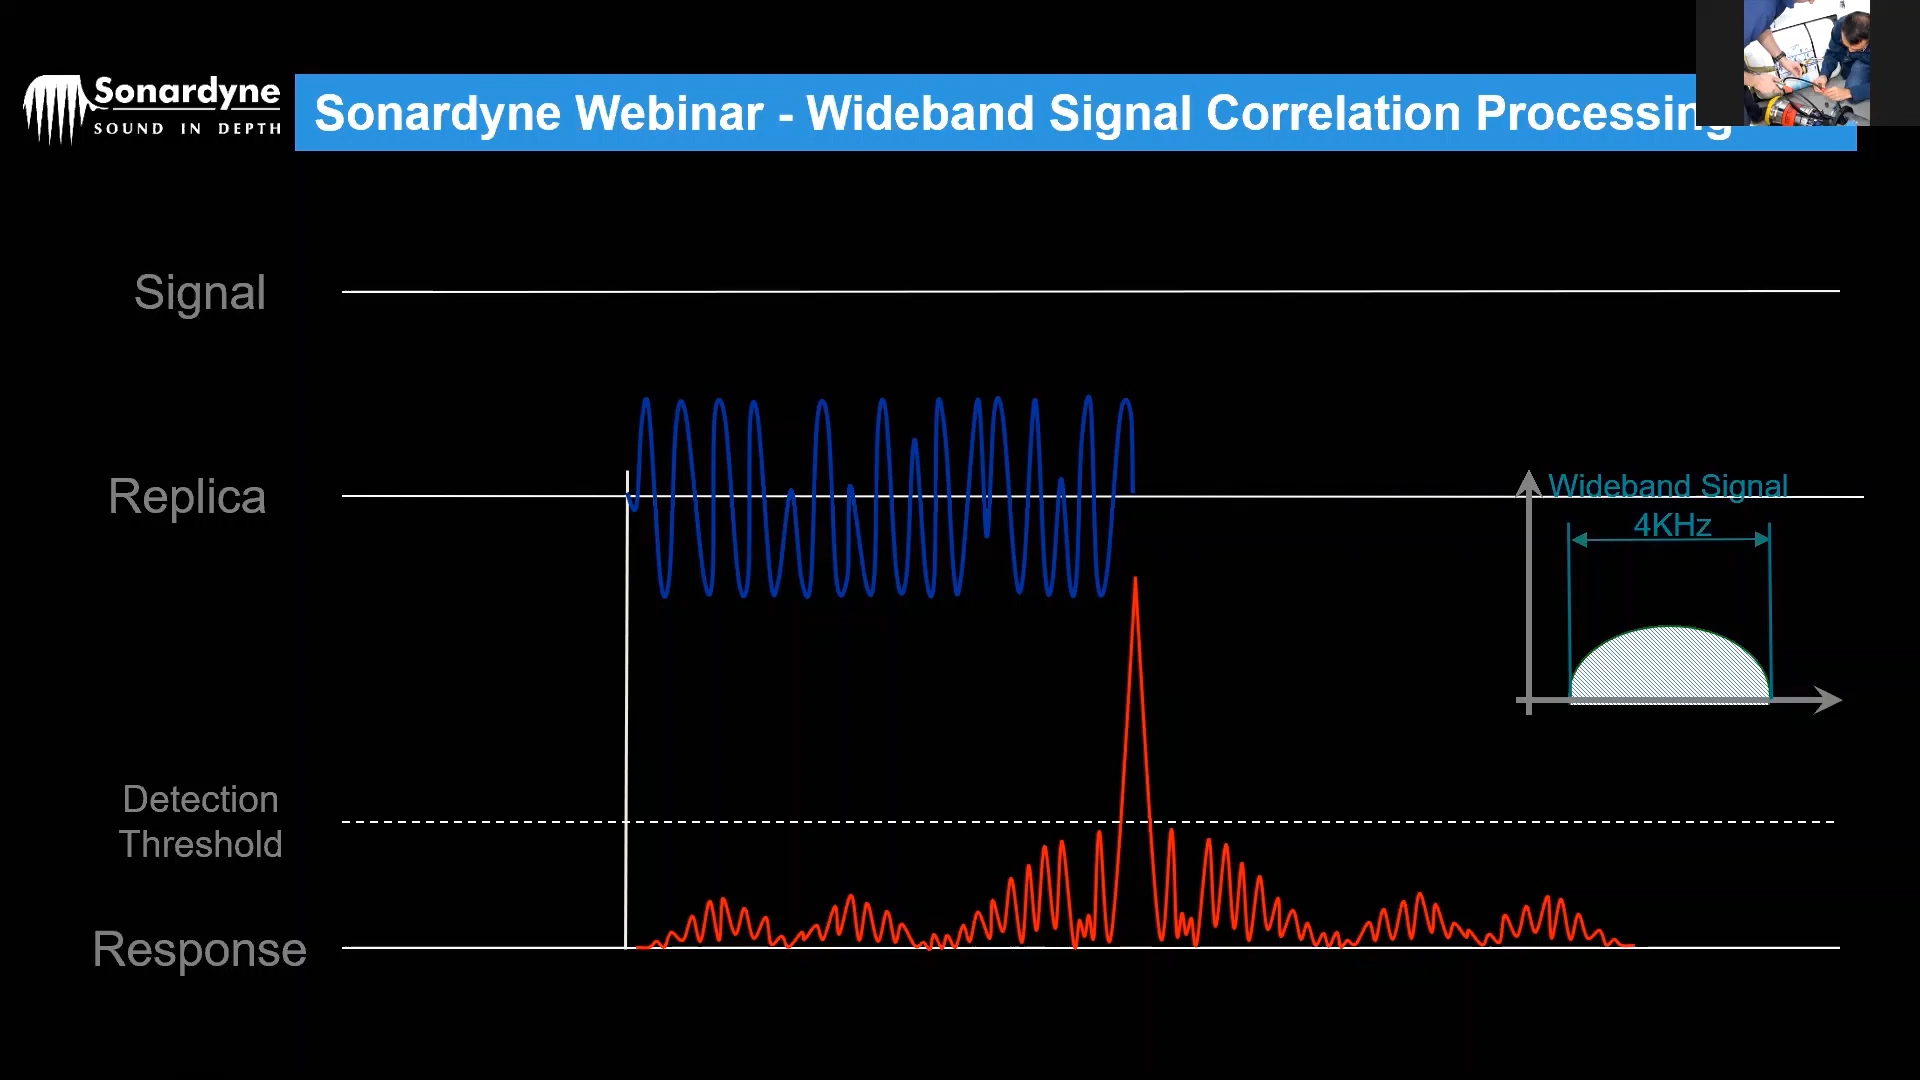 Sonardyne
SOUND IN DEPTH
Sonardyne Webinar - Wideband Signal Correlation Processing
Signal
Replica
Wideband Signal
4KHz
Detection
Threshold
Response